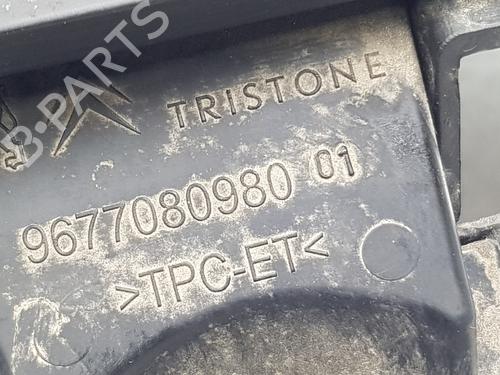 B-PARTS
TRISTONE
9677080980 01
>TPC-ET<